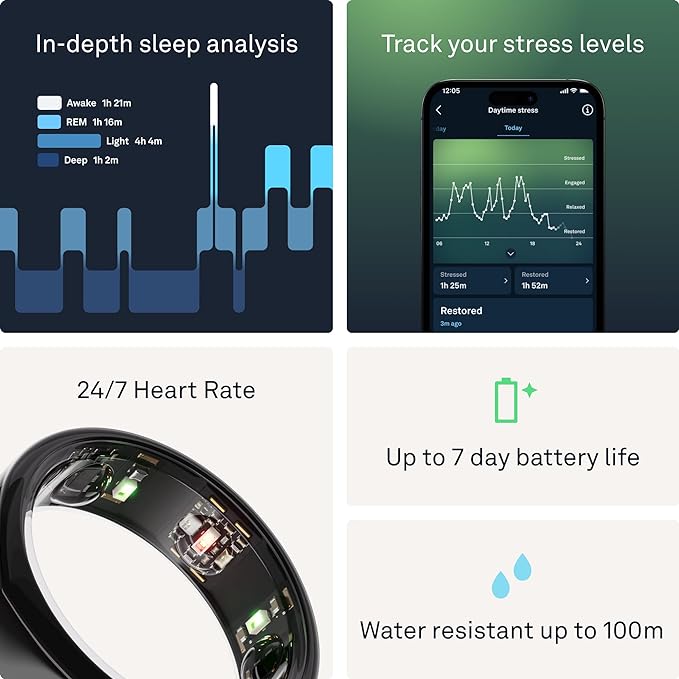 In-depth sleep analysis
Awake 1h 21m
REM 1h 16m
Light 4h 4m
Deep 1h 2m
Track your stress levels
12:05
Daytime stress
day
Today
Stressed
Engaged
Relaxed
Restored
06 12 18 24
Stressed
1h 25m
Restored
1h 52m
Restored
3m ago
24/7 Heart Rate
Up to 7 day battery life
Water resistant up to 100m